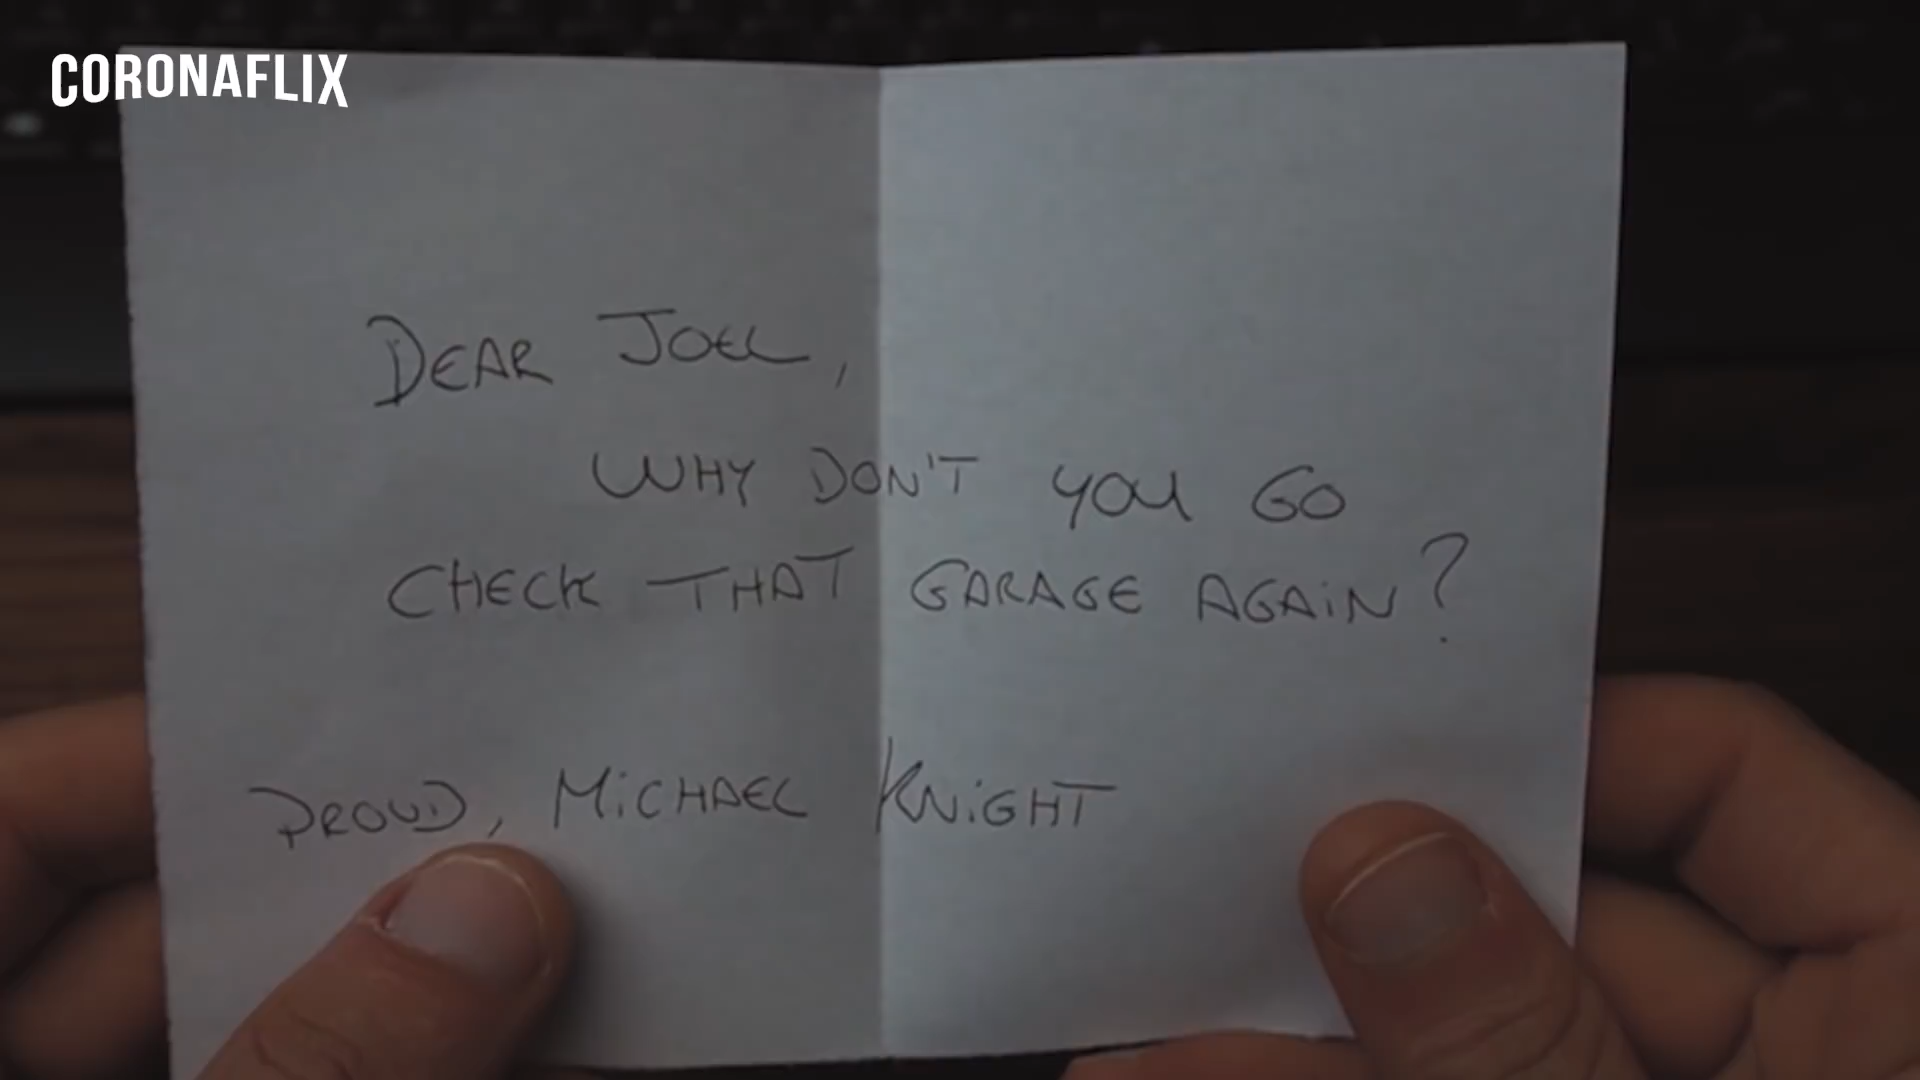 CORONAFLIX
DEAR JOEL,
WHY DON'T YOU GO
CHECK THAT GARAGE AGAIN?
PROUD, MICHAEL KNIGHT